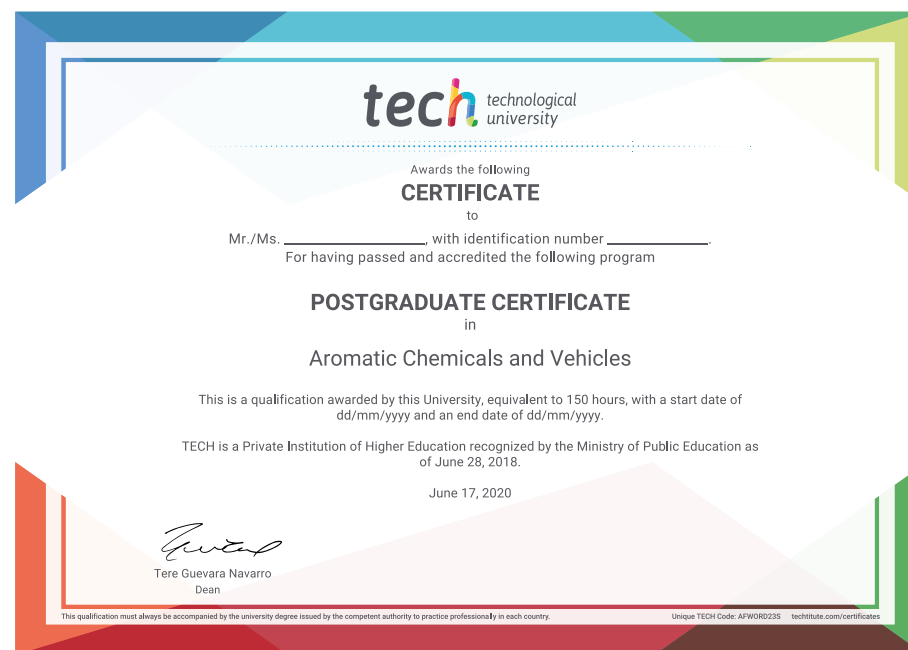 tech technological
university
Awards the following
CERTIFICATE
to
Mr./Ms. ____________________, with identification number ______________.
For having passed and accredited the following program
POSTGRADUATE CERTIFICATE
in
Aromatic Chemicals and Vehicles
This is a qualification awarded by this University, equivalent to 150 hours, with a start date of
dd/mm/yyyy and an end date of dd/mm/yyyy.
TECH is a Private Institution of Higher Education recognized by the Ministry of Public Education as
of June 28, 2018.
June 17, 2020
Tere Guevara Navarro
Dean
This qualification must always be accompanied by the university degree issued by the competent authority to practice professionally in each country. Unique TECH Code: AFWORD23S techtitute.com/certificates